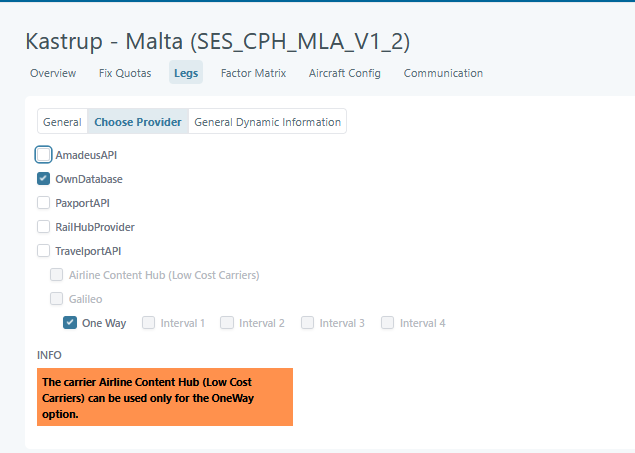 Kastrup - Malta (SES_CPH_MLA_V1_2)
Overview Fix Quotas Legs Factor Matrix Aircraft Config Communication
General Choose Provider General Dynamic Information
AmadeusAPI
OwnDatabase
PaxportAPI
RailHubProvider
TravelportAPI
Airline Content Hub (Low Cost Carriers)
Galileo
One Way Interval 1 Interval 2 Interval 3 Interval 4
INFO
The carrier Airline Content Hub (Low Cost
Carriers) can be used only for the OneWay
option.